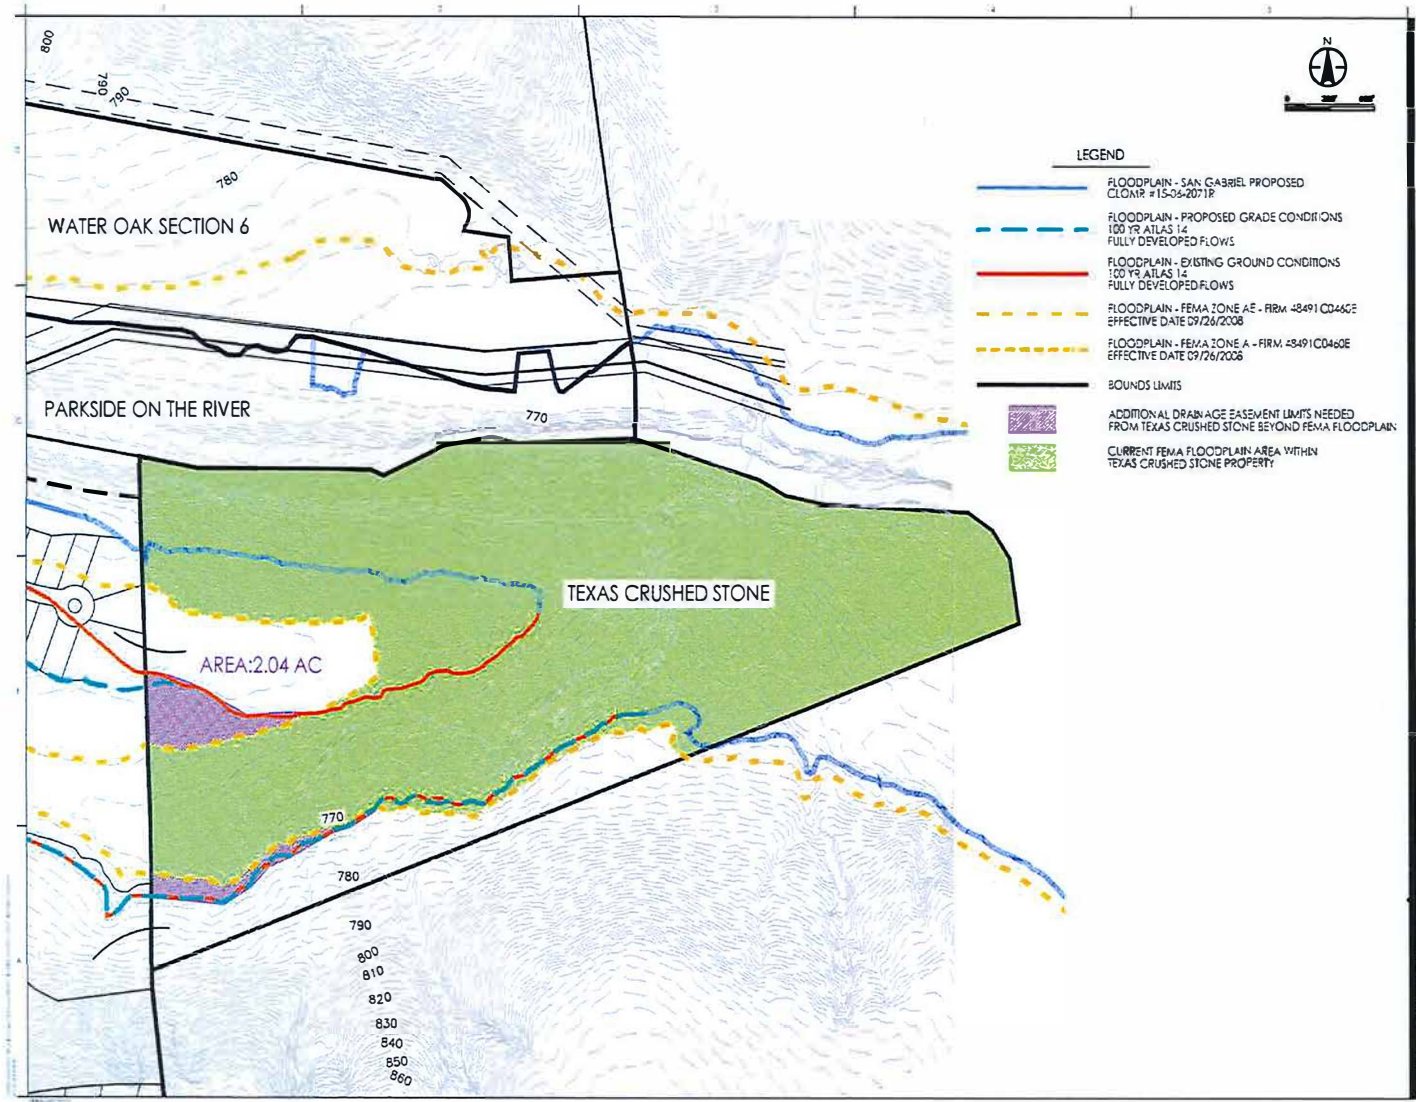 800
790
790
780
WATER OAK SECTION 6
PARKSIDE ON THE RIVER
770
TEXAS CRUSHED STONE
AREA:2.04 AC
770
780
790
800
810
820
830
840
850
860
N
LEGEND
FLOODPLAIN - SAN GABRIEL PROPOSED
CLOMR #15-06-2071R
FLOODPLAIN - PROPOSED GRADE CONDITIONS
100 YR ATLAS 14
FULLY DEVELOPED FLOWS
FLOODPLAIN - EXISTING GROUND CONDITIONS
100 YR ATLAS 14
FULLY DEVELOPED FLOWS
FLOODPLAIN - FEMA ZONE AE - FIRM 48491C0460E
EFFECTIVE DATE 09/26/2008
FLOODPLAIN - FEMA ZONE A - FIRM 48491C0460E
EFFECTIVE DATE 09/26/2008
BOUNDS LIMITS
ADDITIONAL DRAINAGE EASEMENT LIMITS NEEDED
FROM TEXAS CRUSHED STONE BEYOND FEMA FLOODPLAIN
CURRENT FEMA FLOODPLAIN AREA WITHIN
TEXAS CRUSHED STONE PROPERTY